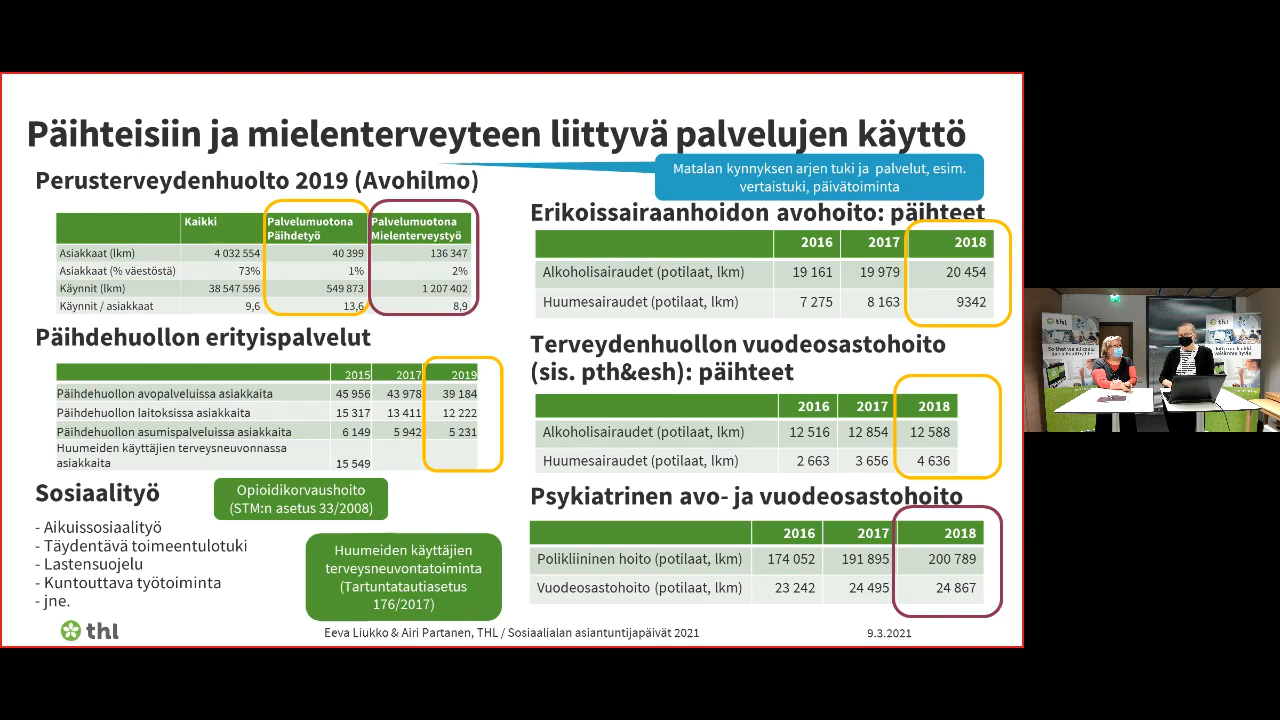 Päihteisiin ja mielenterveyteen liittyvä palvelujen käyttö
Matalan kynnyksen arjen tuki ja palvelut, esim.
vertaistuki, päivätoiminta
Perusterveydenhuolto 2019 (Avohilmo)
Kaikki Palvelumuotona Palvelumuotona
Päihdetyö Mielenterveystyö
Asiakkaat (lkm) 4 032 554 40 399 136 347
Asiakkaat (% väestöstä) 73% 1% 2%
Käynnit (lkm) 38 547 596 549 873 1 207 402
Käynnit / asiakkaat 9,6 13,6 8,9
Päihdehuollon erityispalvelut
2015 2017 2019
Päihdehuollon avopalveluissa asiakkaita 45 956 43 978 39 184
Päihdehuollon laitoksissa asiakkaita 15 317 13 411 12 222
Päihdehuollon asumispalveluissa asiakkaita 6 149 5 942 5 231
Huumeiden käyttäjien terveysneuvonnassa
asiakkaita 15 549
Sosiaalityö
- Aikuissosiaalityö
- Täydentävä toimeentulotuki
- Lastensuojelu
- Kuntouttava työtoiminta
- jne.
Opioidikorvaushoito
(STM:n asetus 33/2008)
Huumeiden käyttäjien
terveysneuvontatoiminta
(Tartuntatautiasetus
176/2017)
Erikoissairaanhoidon avohoito: päihteet
2016 2017 2018
Alkoholisairaudet (potilaat, lkm) 19 161 19 979 20 454
Huumesairaudet (potilaat, lkm) 7 275 8 163 9342
Terveydenhuollon vuodeosastohoito
(sis. pth&esh): päihteet
2016 2017 2018
Alkoholisairaudet (potilaat, lkm) 12 516 12 854 12 588
Huumesairaudet (potilaat, lkm) 2 663 3 656 4 636
Psykiatrinen avo- ja vuodeosastohoito
2016 2017 2018
Polikliininen hoito (potilaat, lkm) 174 052 191 895 200 789
Vuodeosastohoito (potilaat, lkm) 23 242 24 495 24 867
thl
Eeva Liukko & Airi Partanen, THL / Sosiaalialan asiantuntijapäivät 2021
9.3.2021
thl
thl